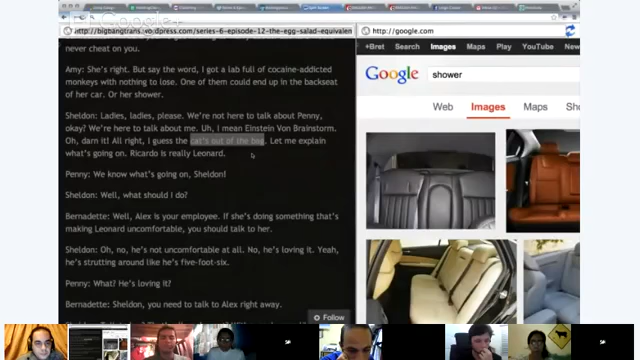 http://bigbangtrans.wordpress.com/series-6-episode-12-the-egg-salad-equivalen
http://google.com
never cheat on you.
+Bret Search Images Maps Play YouTube New
Amy: She's right. But say the word, I got a lab full of cocaine-addicted
monkeys with nothing to lose. One of them could end up in the backseat
of her car. Or her shower.
Google
shower
Web Images Maps Sho
Sheldon: Ladies, ladies, please. We're not here to talk about Penny,
okay? We're here to talk about me. Uh, I mean Einstein Von Brainstorm.
Oh, darn it! All right, I guess the cat's out of the bag. Let me explain
what's going on. Ricardo is really Leonard.
Penny: We know what's going on, Sheldon!
Sheldon: Well, what should I do?
Bernadette: Well, Alex is your employee. If she's doing something that's
making Leonard uncomfortable, you should talk to her.
Sheldon: Oh, no, he's not uncomfortable at all. No, he's loving it. Yeah,
he's strutting around like he's five-foot-six.
Penny: What? He's loving it?
Bernadette: Sheldon, you need to talk to Alex right away.
Follow